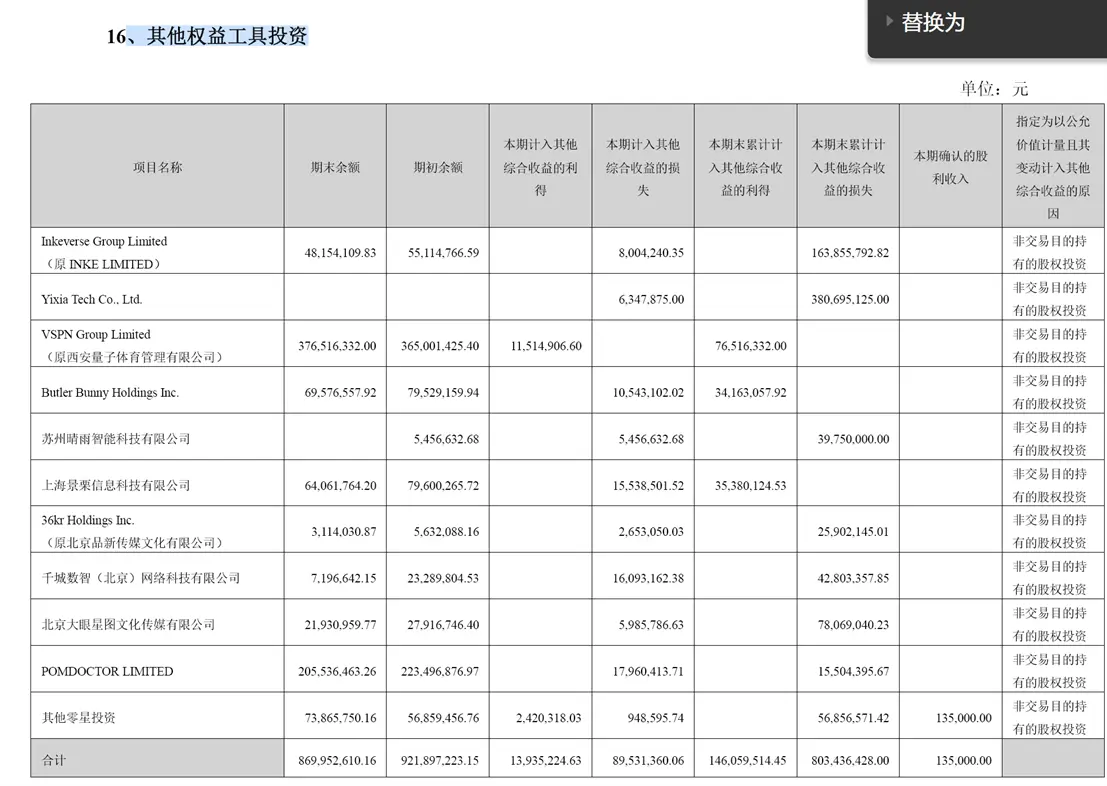 16、其他权益工具投资
替换为
单位：元
项目名称 期末余额 期初余额 本期计入其他综合收益的利得 本期计入其他综合收益的损失 本期末累计计入其他综合收益的利得 本期末累计计入其他综合收益的损失 本期确认的股利收入 指定为以公允价值计量且其变动计入其他综合收益的原因
Inkeverse Group Limited
（原 INKE LIMITED） 48,154,109.83 55,114,766.59 8,004,240.35 163,855,792.82 非交易目的持有的股权投资
Yixia Tech Co., Ltd. 6,347,875.00 380,695,125.00 非交易目的持有的股权投资
VSPN Group Limited
（原西安量子体育管理有限公司） 376,516,332.00 365,001,425.40 11,514,906.60 76,516,332.00 非交易目的持有的股权投资
Butler Bunny Holdings Inc. 69,576,557.92 79,529,159.94 10,543,102.02 34,163,057.92 非交易目的持有的股权投资
苏州晴雨智能科技有限公司 5,456,632.68 5,456,632.68 39,750,000.00 非交易目的持有的股权投资
上海景栗信息科技有限公司 64,061,764.20 79,600,265.72 15,538,501.52 35,380,124.53 非交易目的持有的股权投资
36kr Holdings Inc.
（原北京品新传媒文化有限公司） 3,114,030.87 5,632,088.16 2,653,050.03 25,902,145.01 非交易目的持有的股权投资
千城数智（北京）网络科技有限公司 7,196,642.15 23,289,804.53 16,093,162.38 42,803,357.85 非交易目的持有的股权投资
北京大眼星图文化传媒有限公司 21,930,959.77 27,916,746.40 5,985,786.63 78,069,040.23 非交易目的持有的股权投资
POMDOCTOR LIMITED 205,536,463.26 223,496,876.97 17,960,413.71 15,504,395.67 非交易目的持有的股权投资
其他零星投资 73,865,750.16 56,859,456.76 2,420,318.03 948,595.74 56,856,571.42 135,000.00 非交易目的持有的股权投资
合计 869,952,610.16 921,897,223.15 13,935,224.63 89,531,360.06 146,059,514.45 803,436,428.00 135,000.00